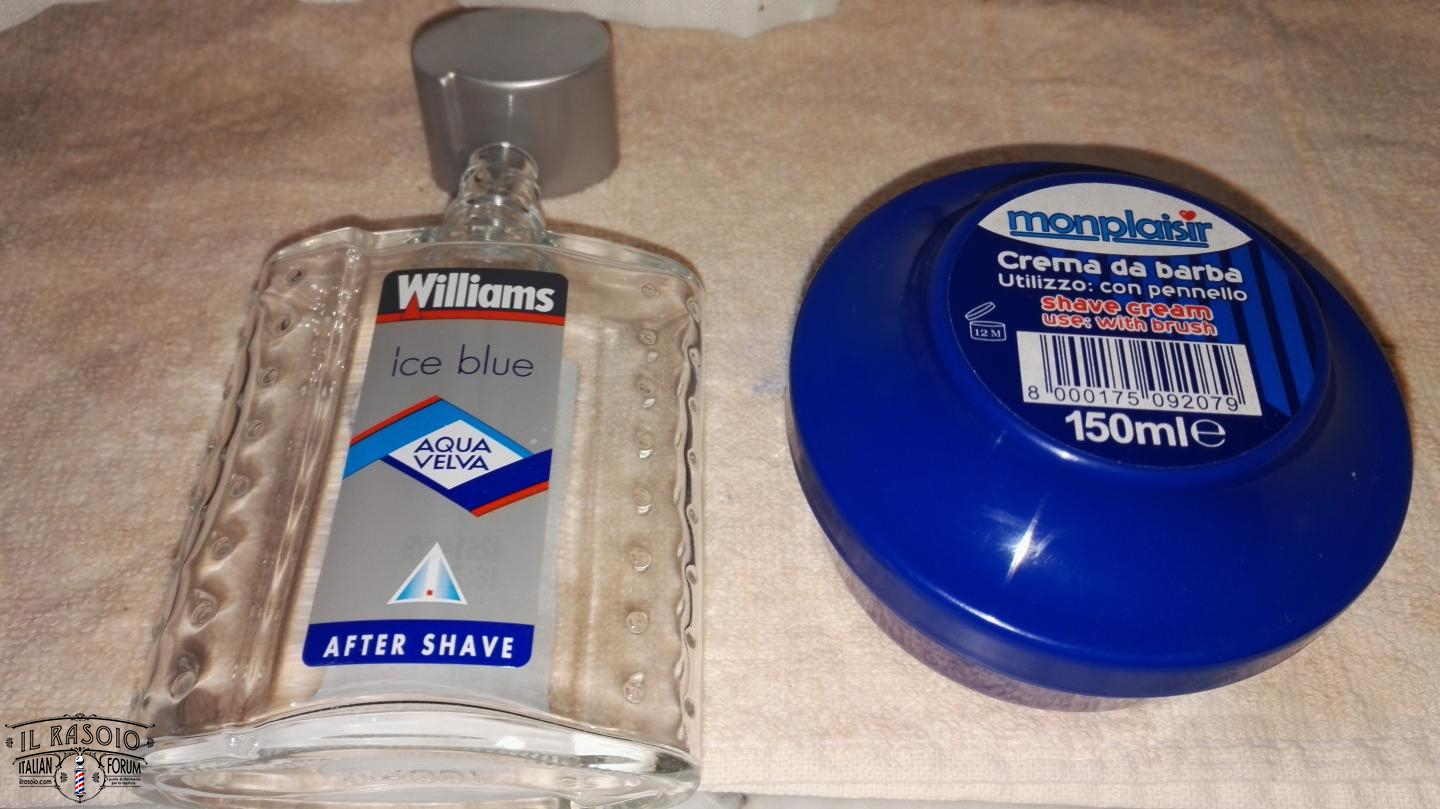 Williams
ice blue
AQUA
VELVA
AFTER SHAVE
monplaisir
Crema da barba
Utilizzo: con pennello
shave cream
use: with brush
12 M
8 000175 092079
150ml e
IL RASOIO
ITALIAN FORUM
ilrasoio.com